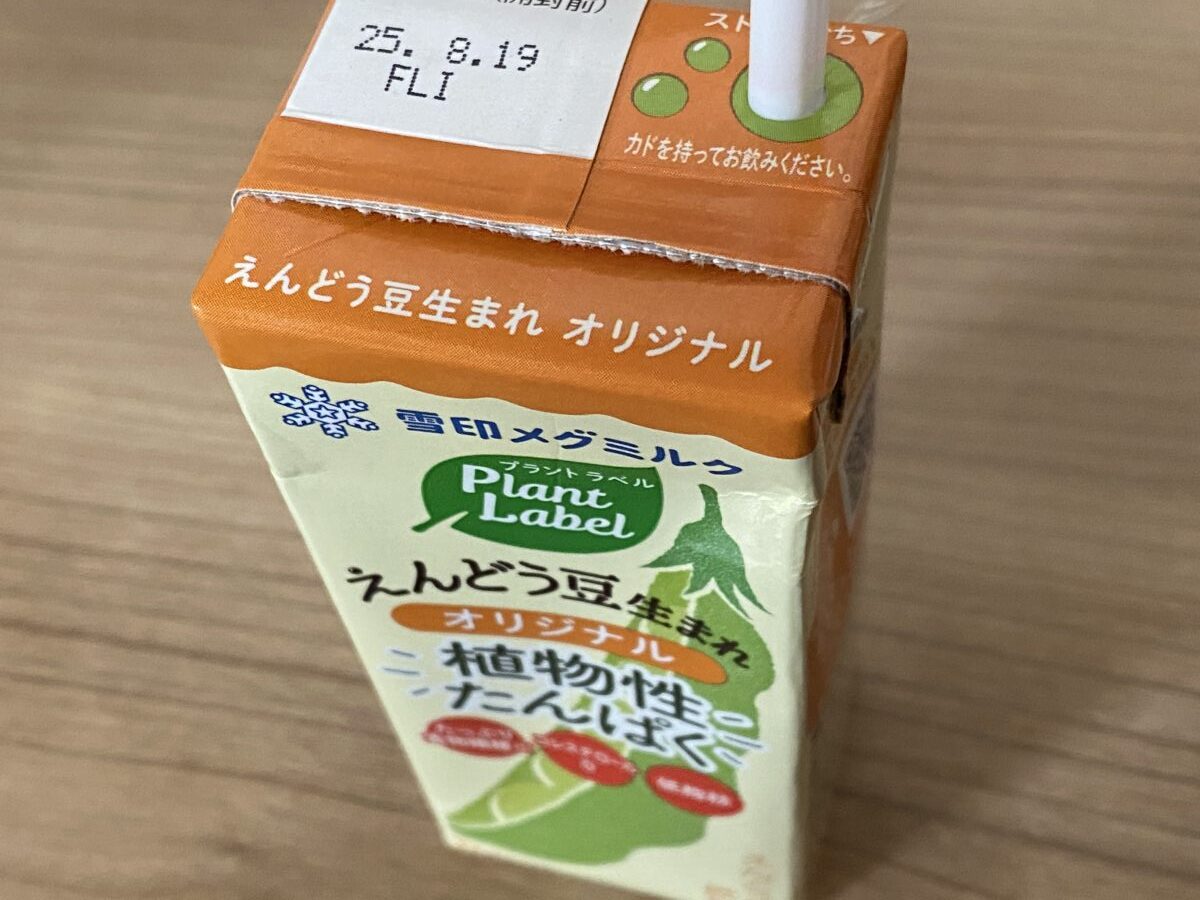 25. 8.19
FLI
カドを持ってお飲みください。
えんどう豆生まれ オリジナル
雪印メグミルク
プラントラベル
Plant
Label
えんどう豆生まれ
オリジナル
植物性
たんぱく
低脂肪